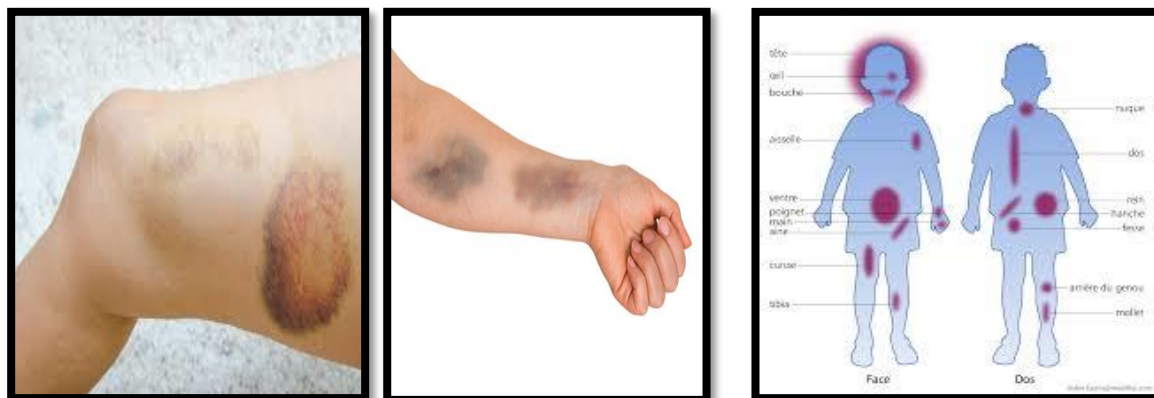 tête
œil
bouche
nuque
aisselle
dos
ventre
rein
poignet
hanche
main
fesse
aine
cuisse
arrière du genou
tibia
mollet
Face
Dos